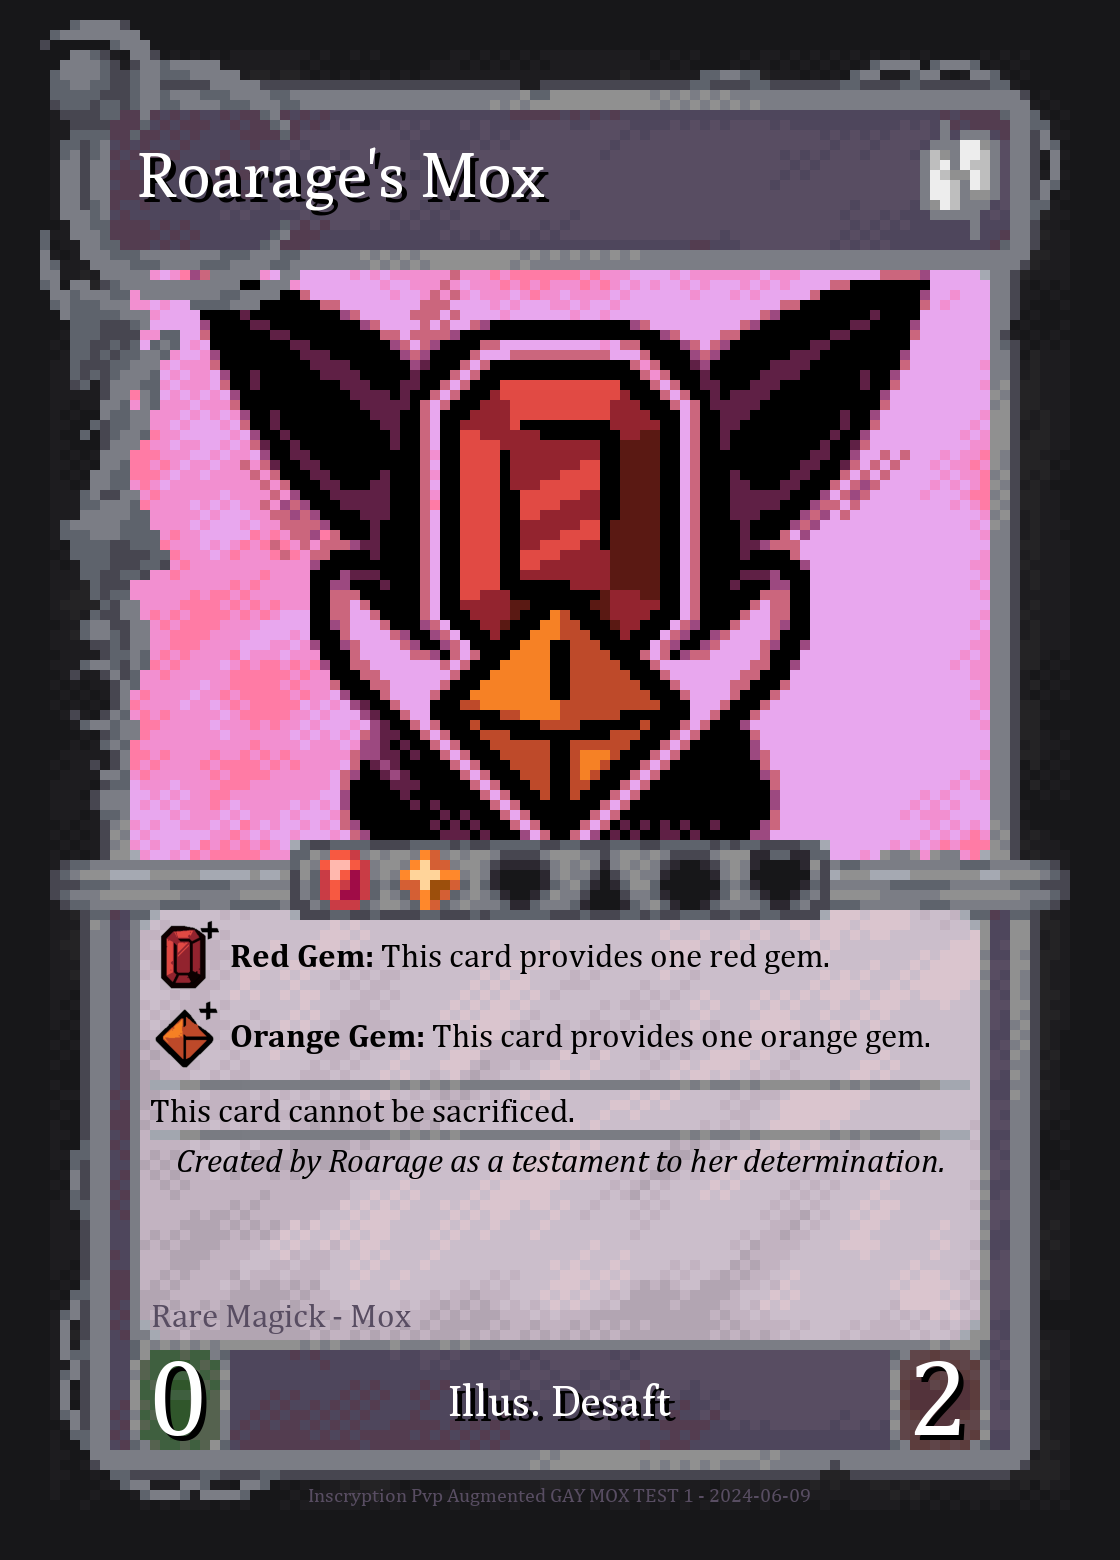 Roarage's Mox
Red Gem: This card provides one red gem.
Orange Gem: This card provides one orange gem.
This card cannot be sacrificed.
Created by Roarage as a testament to her determination.
Rare Magick - Mox
0
Illus. Desaft
2
Inscryption Pvp Augmented GAY MOX TEST 1 - 2024-06-09